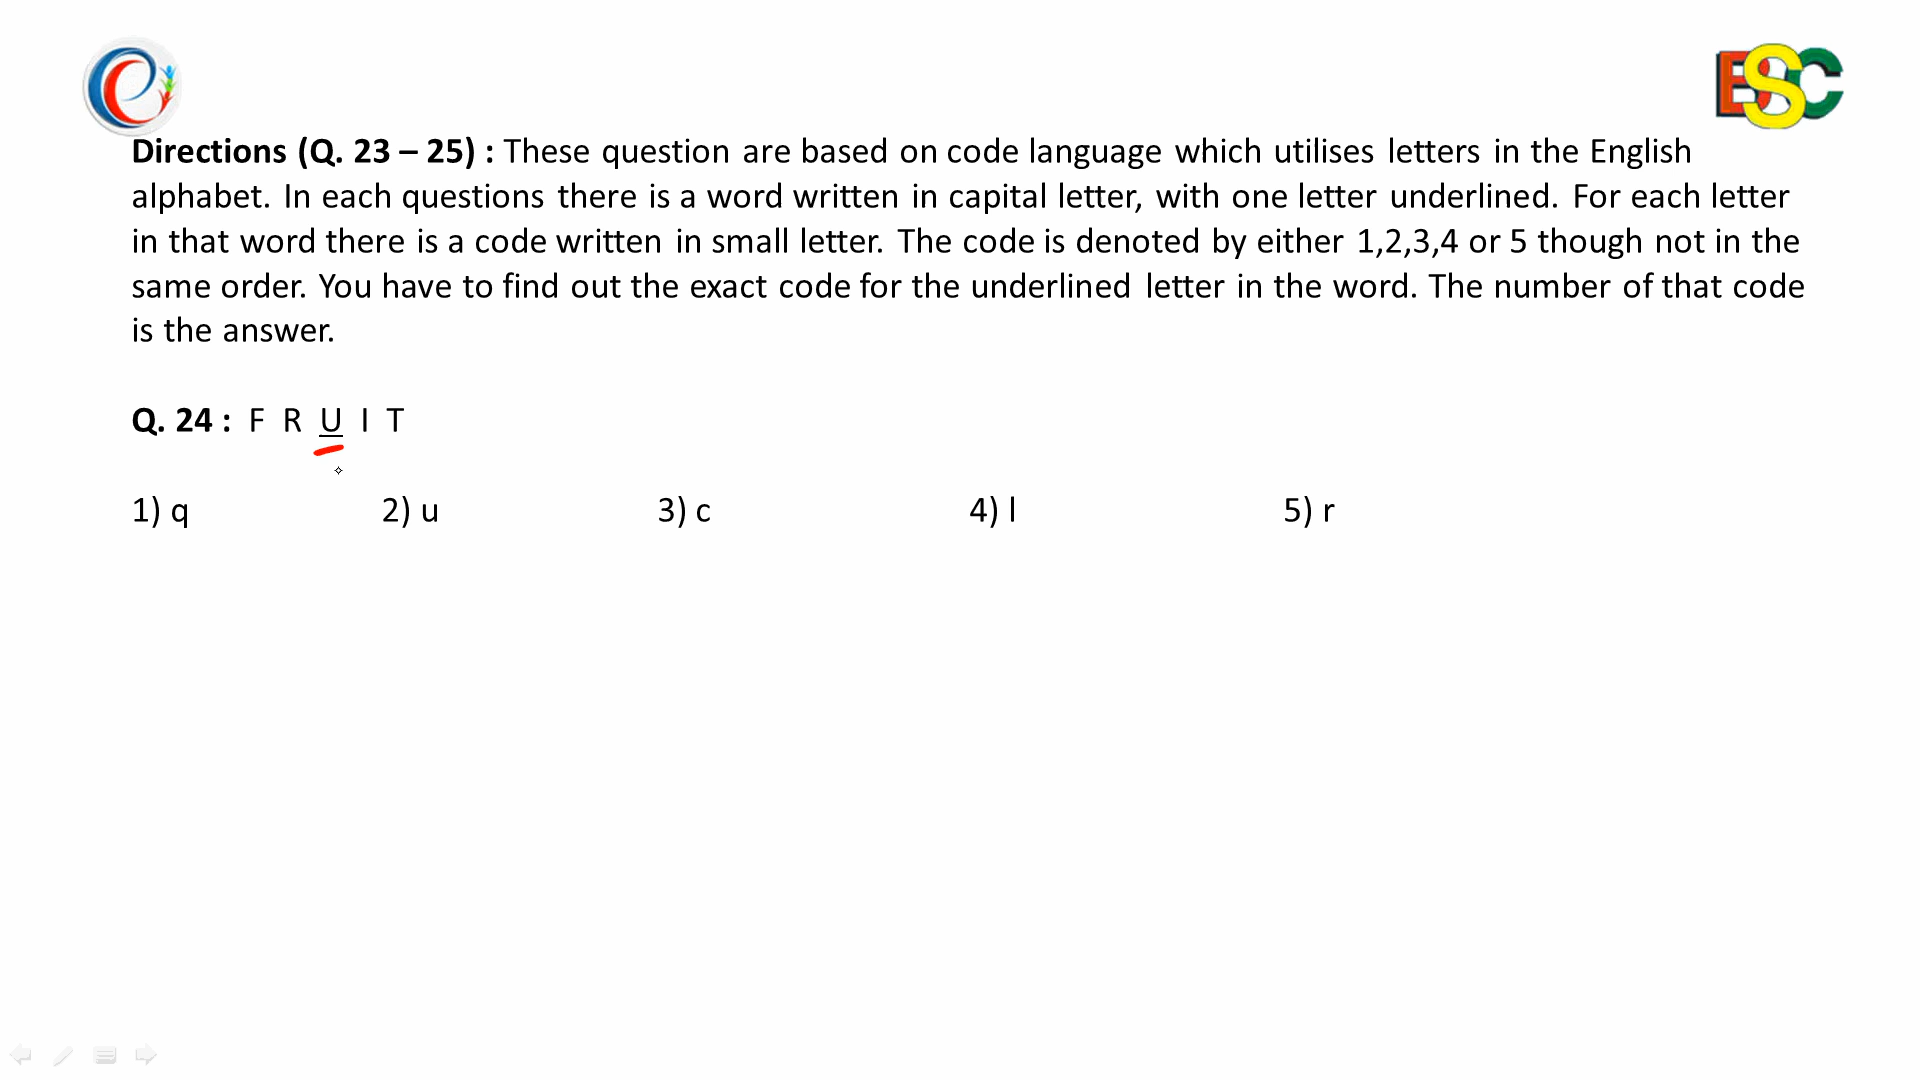 ESC
Directions (Q. 23 – 25) : These question are based on code language which utilises letters in the English
alphabet. In each questions there is a word written in capital letter, with one letter underlined. For each letter
in that word there is a code written in small letter. The code is denoted by either 1,2,3,4 or 5 though not in the
same order. You have to find out the exact code for the underlined letter in the word. The number of that code
is the answer.
Q. 24 : F R U I T
1) q 2) u 3) c 4) l 5) r